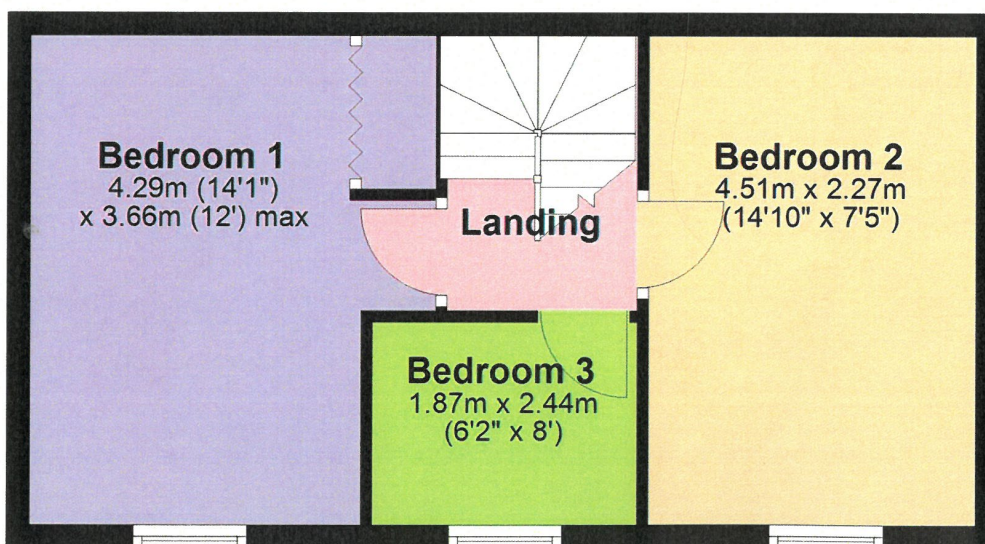 Bedroom 1
4.29m (14'1")
x 3.66m (12') max
Landing
Bedroom 2
4.51m x 2.27m
(14'10" x 7'5")
Bedroom 3
1.87m x 2.44m
(6'2" x 8')